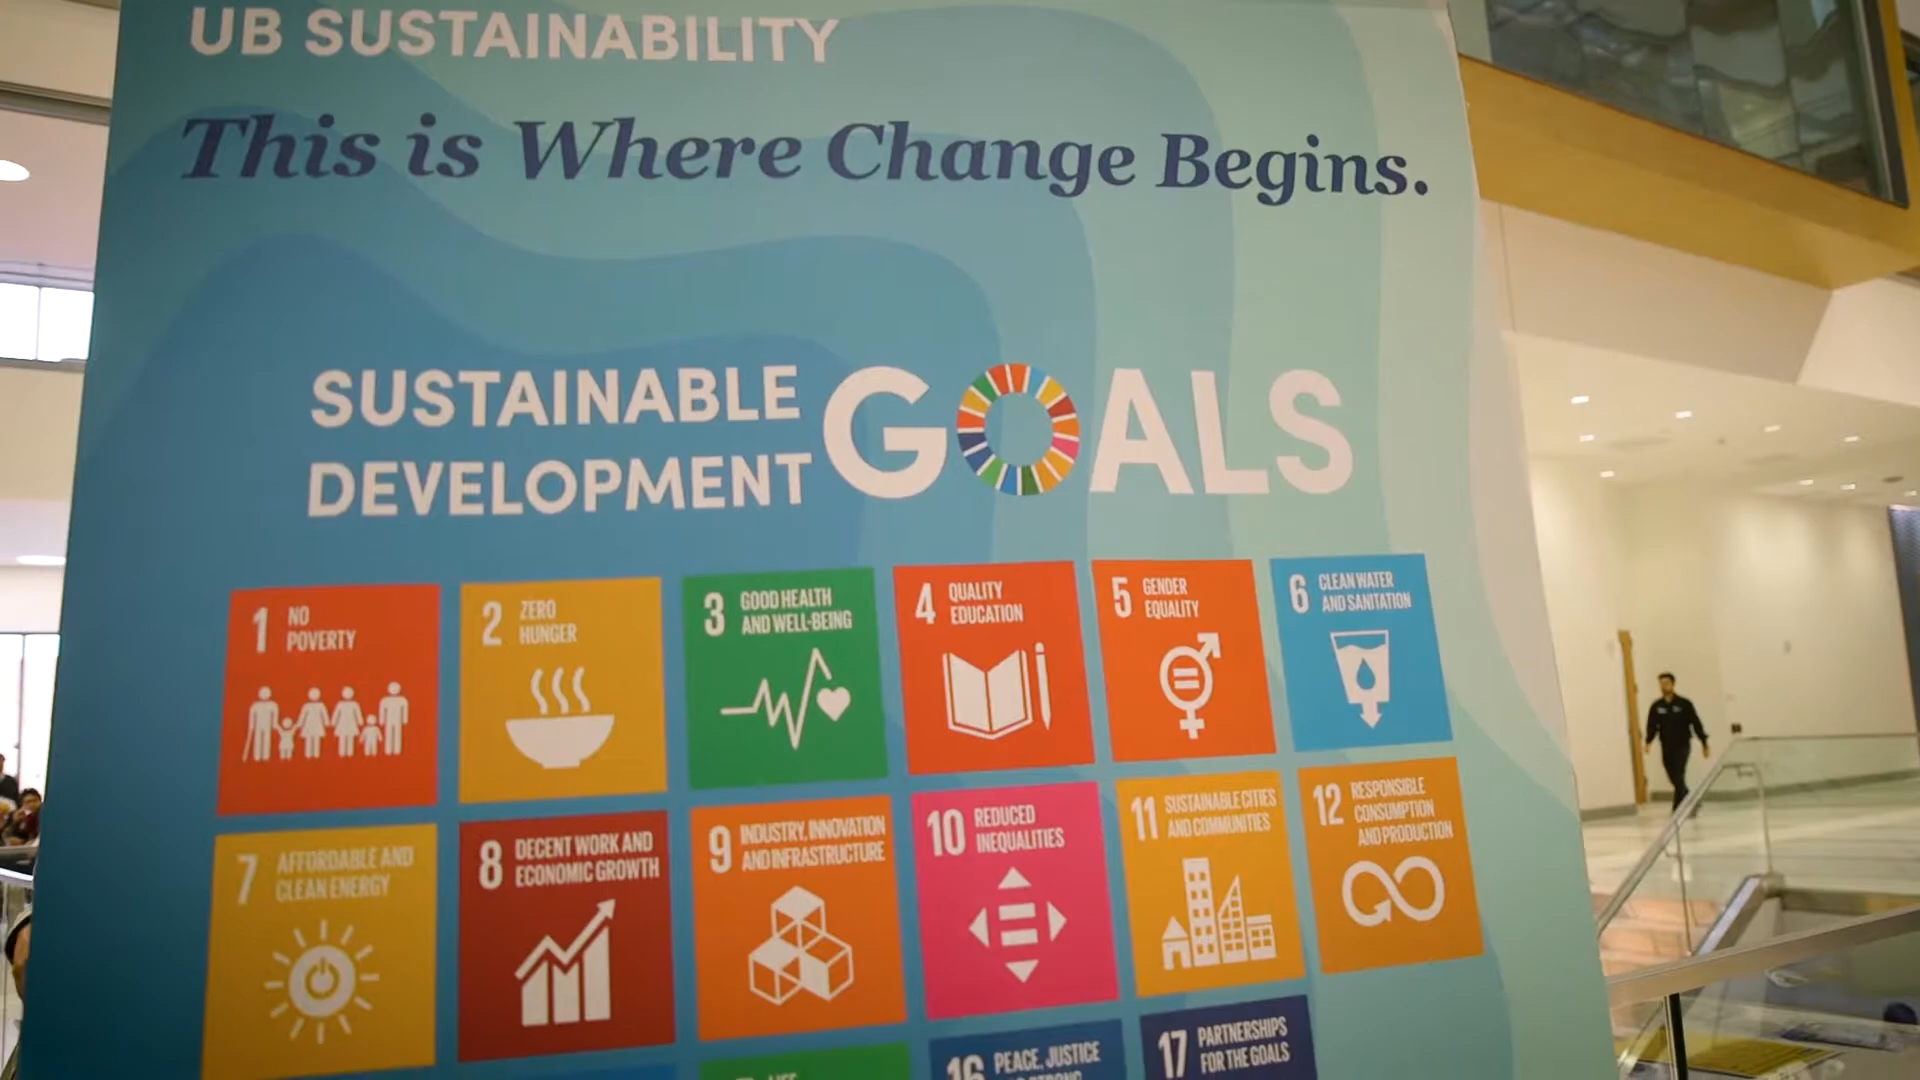 UB SUSTAINABILITY
This is Where Change Begins.
SUSTAINABLE
DEVELOPMENT
GOALS
1 NO
POVERTY
2 ZERO
HUNGER
3 GOOD HEALTH
AND WELL-BEING
4 QUALITY
EDUCATION
5 GENDER
EQUALITY
6 CLEAN WATER
AND SANITATION
7 AFFORDABLE AND
CLEAN ENERGY
8 DECENT WORK AND
ECONOMIC GROWTH
9 INDUSTRY, INNOVATION
AND INFRASTRUCTURE
10 REDUCED
INEQUALITIES
11 SUSTAINABLE CITIES
AND COMMUNITIES
12 RESPONSIBLE
CONSUMPTION
AND PRODUCTION
LIFE
16 PEACE, JUSTICE
17 PARTNERSHIPS
FOR THE GOALS